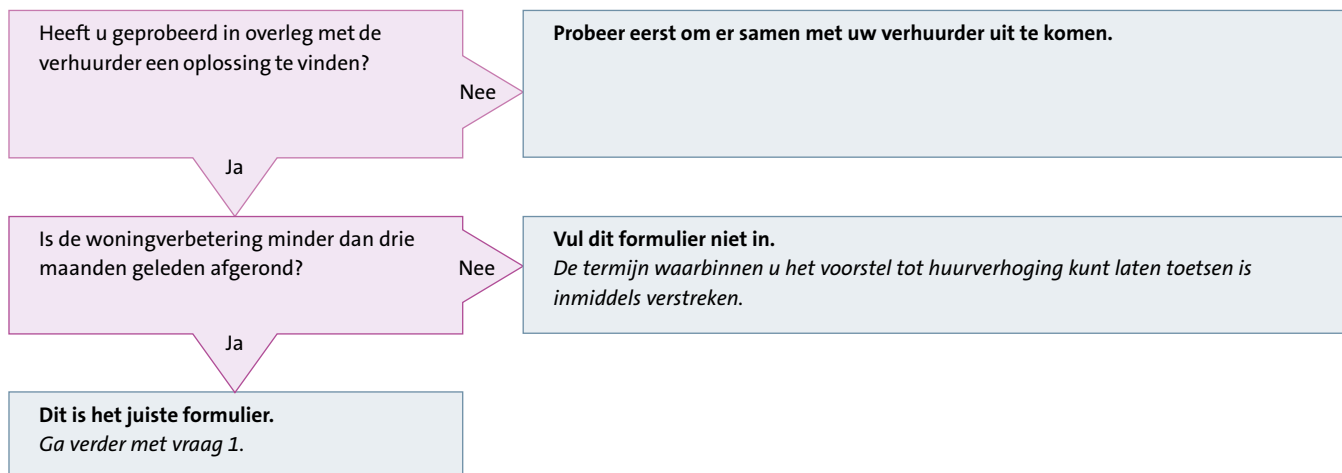 Heeft u geprobeerd in overleg met de
verhuurder een oplossing te vinden?
Nee
Probeer eerst om er samen met uw verhuurder uit te komen.
Ja
Is de woningverbetering minder dan drie
maanden geleden afgerond?
Nee
Vul dit formulier niet in.
De termijn waarbinnen u het voorstel tot huurverhoging kunt laten toetsen is
inmiddels verstreken.
Ja
Dit is het juiste formulier.
Ga verder met vraag 1.